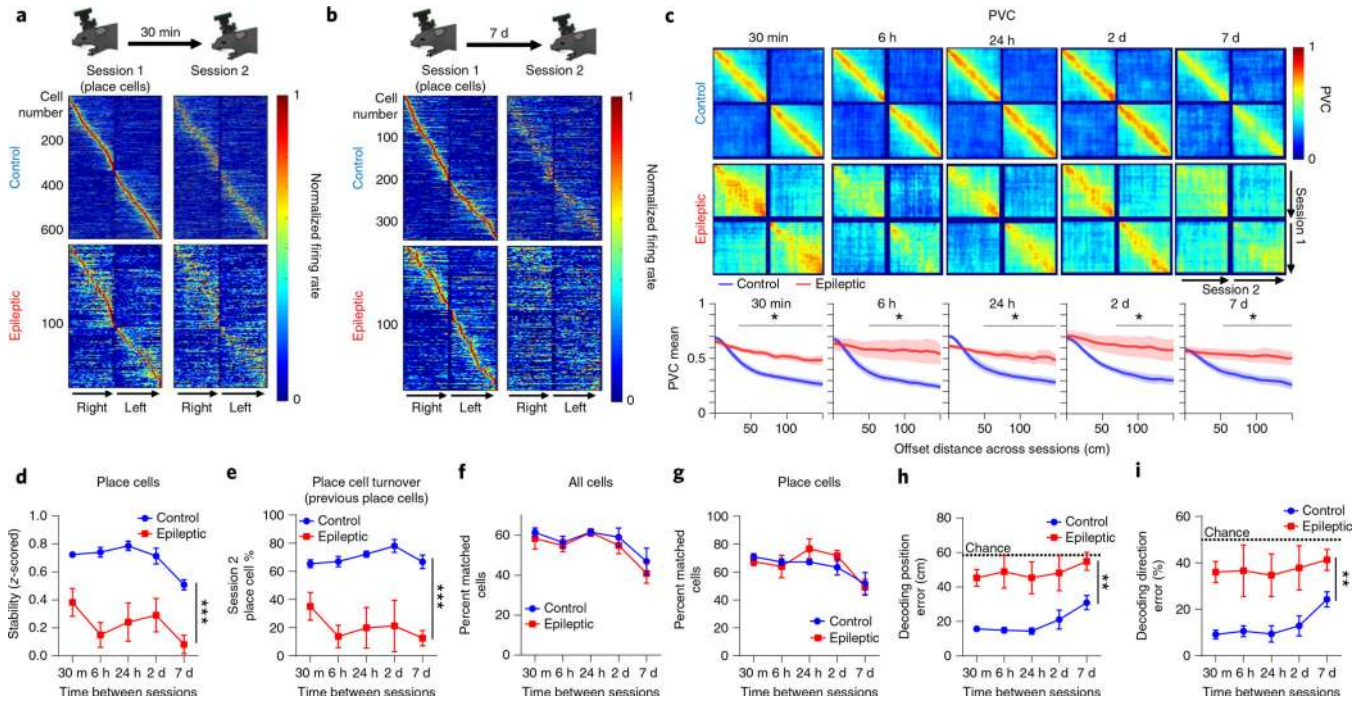 a
30 min
Session 1
(place cells)
Session 2
Cell
number
200
400
600
Control
100
Epileptic
Right
Left
Right
Left
1
Normalized firing rate
0
b
7 d
Session 1
(place cells)
Session 2
Cell
number
100
200
300
Control
100
Epileptic
Right
Left
Right
Left
1
Normalized firing rate
0
c
PVC
30 min
6 h
24 h
2 d
7 d
Control
Epileptic
1
PVC
0
Session 1
Session 2
Control
Epileptic
30 min
6 h
24 h
2 d
7 d
*
*
*
*
*
PVC mean
1
0.5
0
50
100
50
100
50
100
50
100
50
100
Offset distance across sessions (cm)
d
Place cells
Stability (z-scored)
1.0
0.8
0.6
0.4
0.2
0.0
Control
Epileptic
***
30 m 6 h 24 h 2 d 7 d
Time between sessions
e
Place cell turnover
(previous place cells)
Session 2
place cell %
100
80
60
40
20
0
Control
Epileptic
***
30 m 6 h 24 h 2 d 7 d
Time between sessions
f
All cells
Percent matched
cells
60
40
20
0
Control
Epileptic
30 m 6 h 24 h 2 d 7 d
Time between sessions
g
Place cells
Percent matched
cells
100
80
60
40
20
0
Control
Epileptic
30 m 6 h 24 h 2 d 7 d
Time between sessions
h
Decoding position
error (cm)
100
80
60
40
20
0
Control
Epileptic
Chance
**
30 m 6 h 24 h 2 d 7 d
Time between sessions
i
Decoding direction
error (%)
60
40
20
0
Control
Epileptic
Chance
**
30 m 6 h 24 h 2 d 7 d
Time between sessions